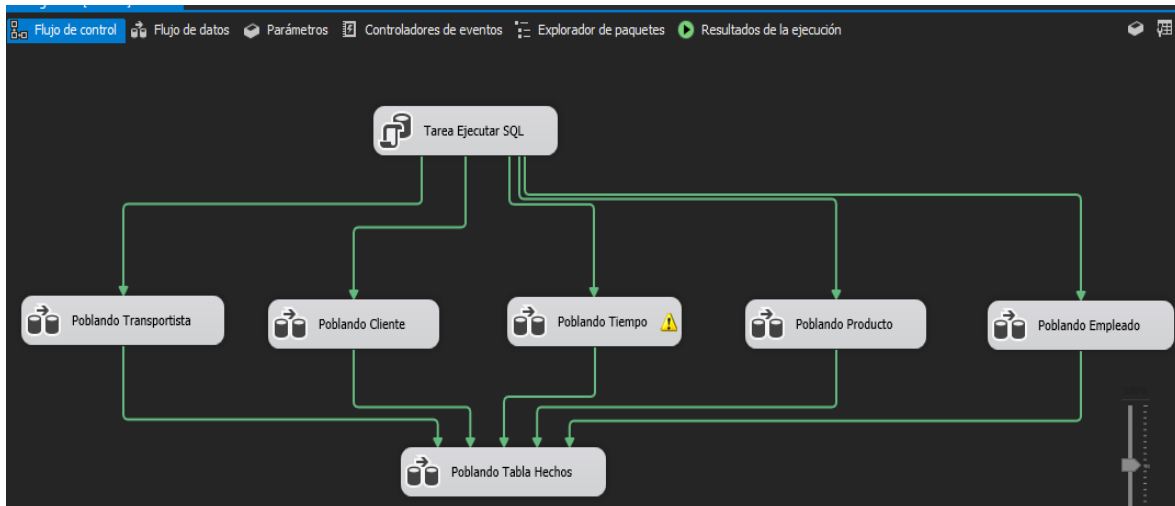 Flujo de control Flujo de datos Parámetros Controladores de eventos Explorador de paquetes Resultados de la ejecución
Tarea Ejecutar SQL
Poblando Transportista
Poblando Cliente
Poblando Tiempo
Poblando Producto
Poblando Empleado
Poblando Tabla Hechos